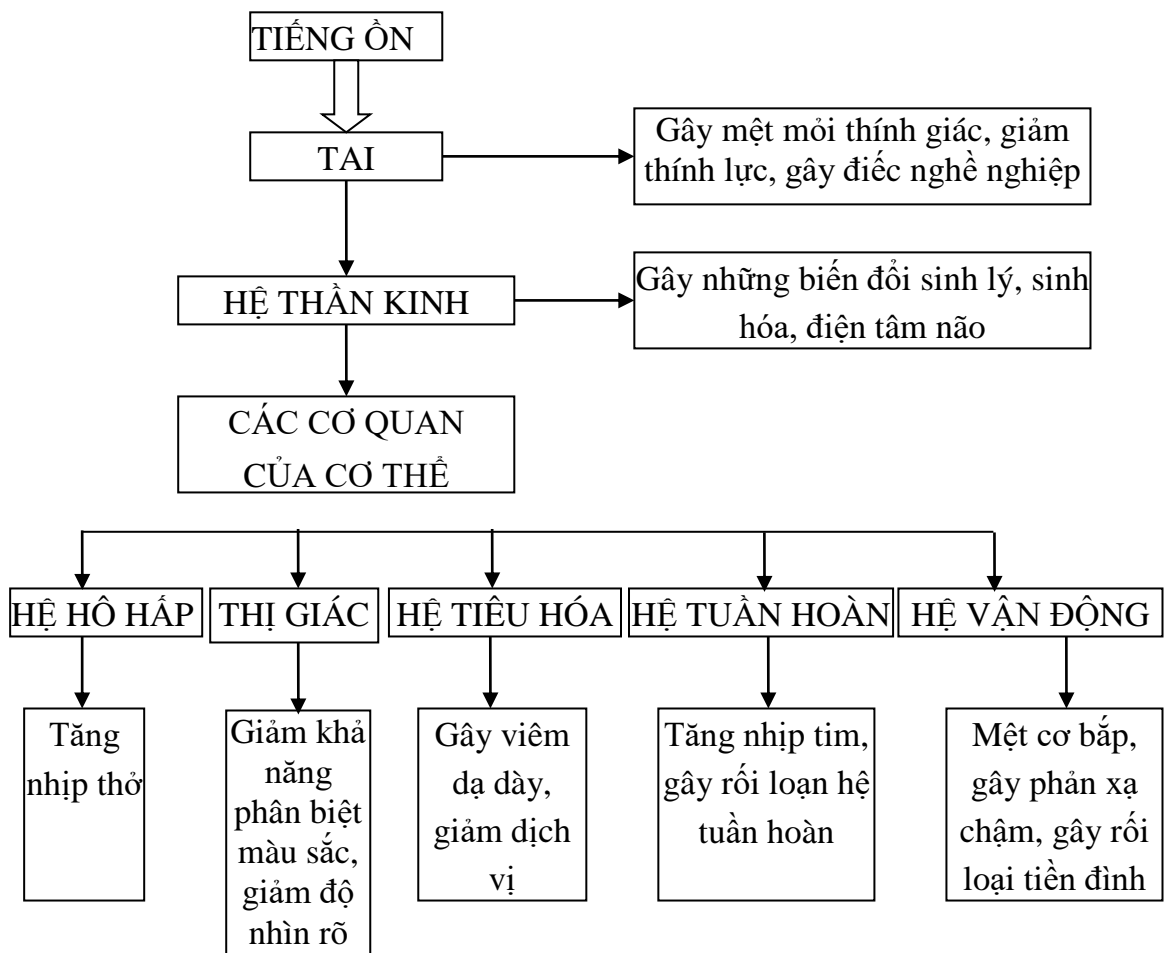 TIẾNG ỒN
TAI
Gây mệt mỏi thính giác, giảm
thính lực, gây điếc nghề nghiệp
HỆ THẦN KINH
Gây những biến đổi sinh lý, sinh
hóa, điện tâm não
CÁC CƠ QUAN
CỦA CƠ THỂ
HỆ HÔ HẤP
THỊ GIÁC
HỆ TIÊU HÓA
HỆ TUẦN HOÀN
HỆ VẬN ĐỘNG
Tăng
nhịp thở
Giảm khả
năng
phân biệt
màu sắc,
giảm độ
nhìn rõ
Gây viêm
dạ dày,
giảm dịch
vị
Tăng nhịp tim,
gây rối loạn hệ
tuần hoàn
Mệt cơ bắp,
gây phản xạ
chậm, gây rối
loại tiền đình